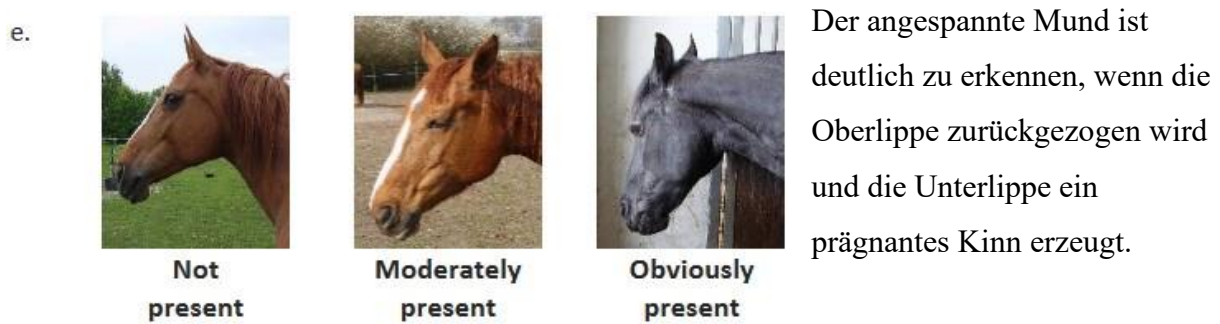 e.
Not
present
Moderately
present
Obviously
present
Der angespannte Mund ist
deutlich zu erkennen, wenn die
Oberlippe zurückgezogen wird
und die Unterlippe ein
prägnantes Kinn erzeugt.